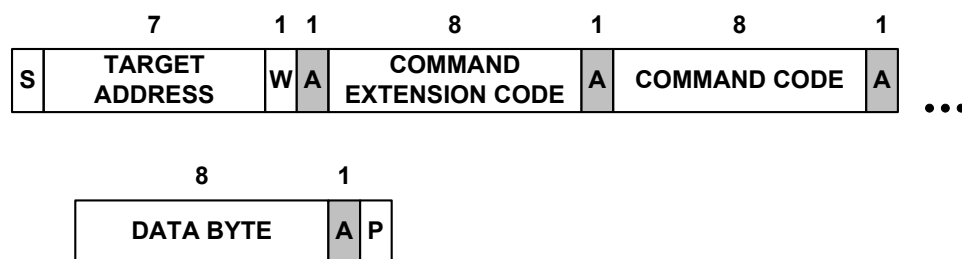 7 1 1 8 1 8 1
S TARGET ADDRESS W A COMMAND EXTENSION CODE A COMMAND CODE A
...
8 1
DATA BYTE A P